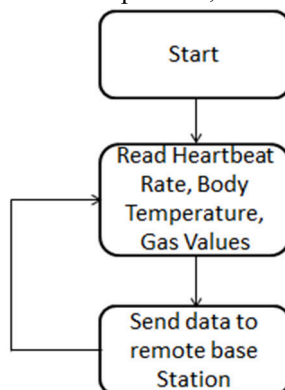 Start
Read Heartbeat
Rate, Body
Temperature,
Gas Values
Send data to
remote base
Station